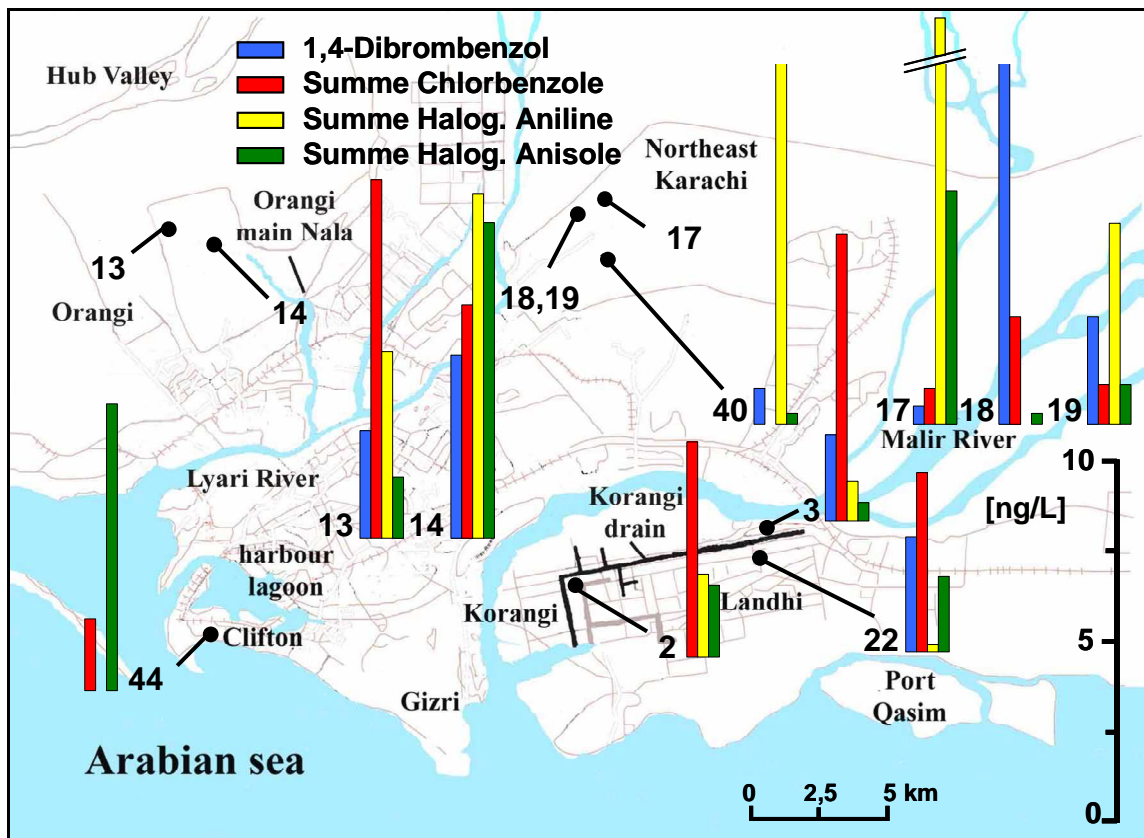 1,4-Dibrombenzol
Summe Chlorbenzole
Summe Halog. Aniline
Summe Halog. Anisole
Hub Valley
Northeast
Karachi
Orangi
main Nala
17
13
18,19
14
Orangi
40
17
18
19
Malir River
10
Lyari River
Korangi
drain
3
[ng/L]
13
14
harbour
lagoon
Landhi
Korangi
Clifton
2
22
5
44
Gizri
Port
Qasim
Arabian sea
0
2,5
5 km
0